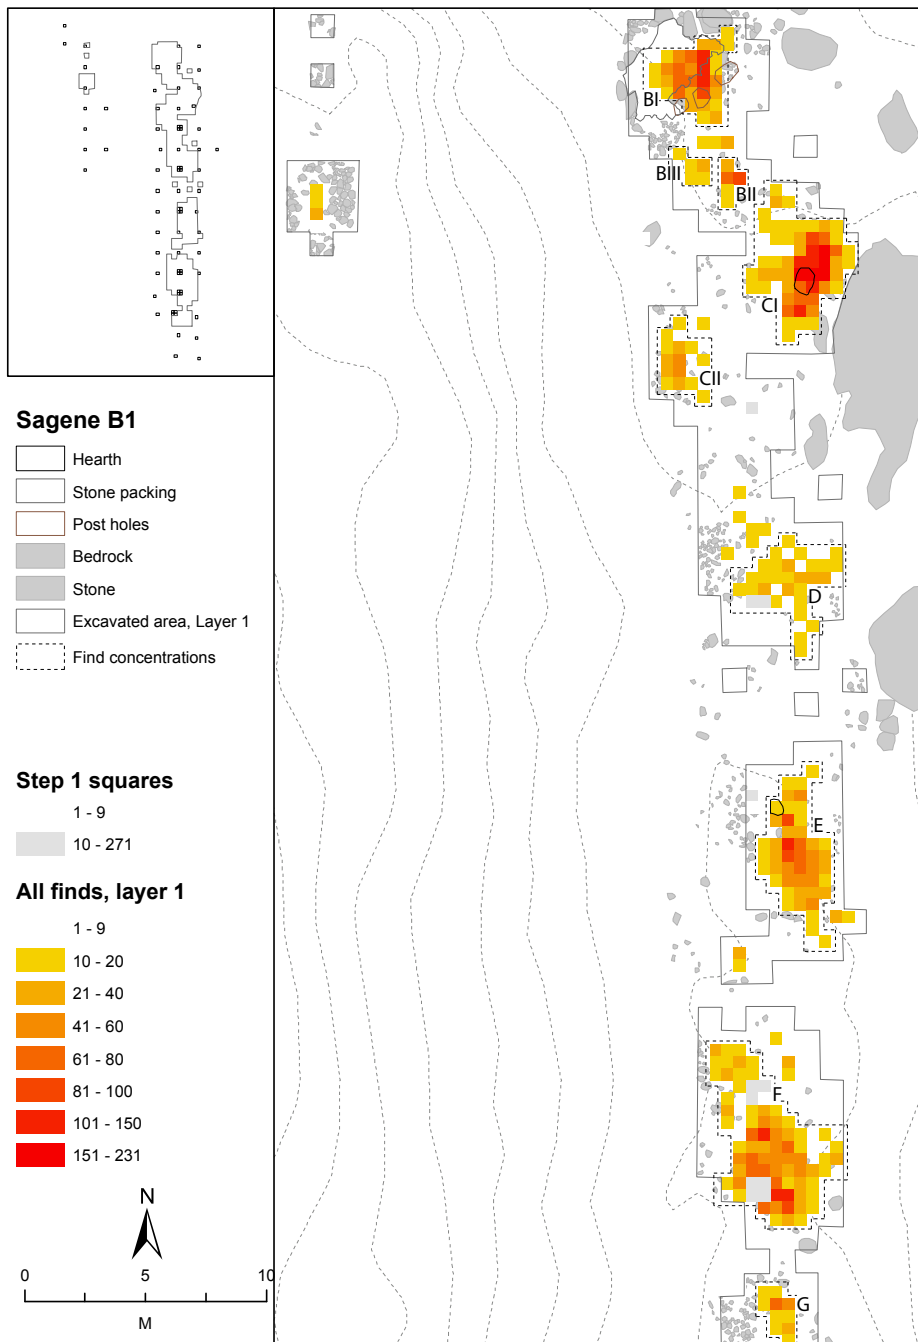 Sagene B1
Hearth
Stone packing
Post holes
Bedrock
Stone
Excavated area, Layer 1
Find concentrations
Step 1 squares
1 - 9
10 - 271
All finds, layer 1
1 - 9
10 - 20
21 - 40
41 - 60
61 - 80
81 - 100
101 - 150
151 - 231
N
0 5 10
M
BI
BIII
BII
CI
CII
D
E
F
G